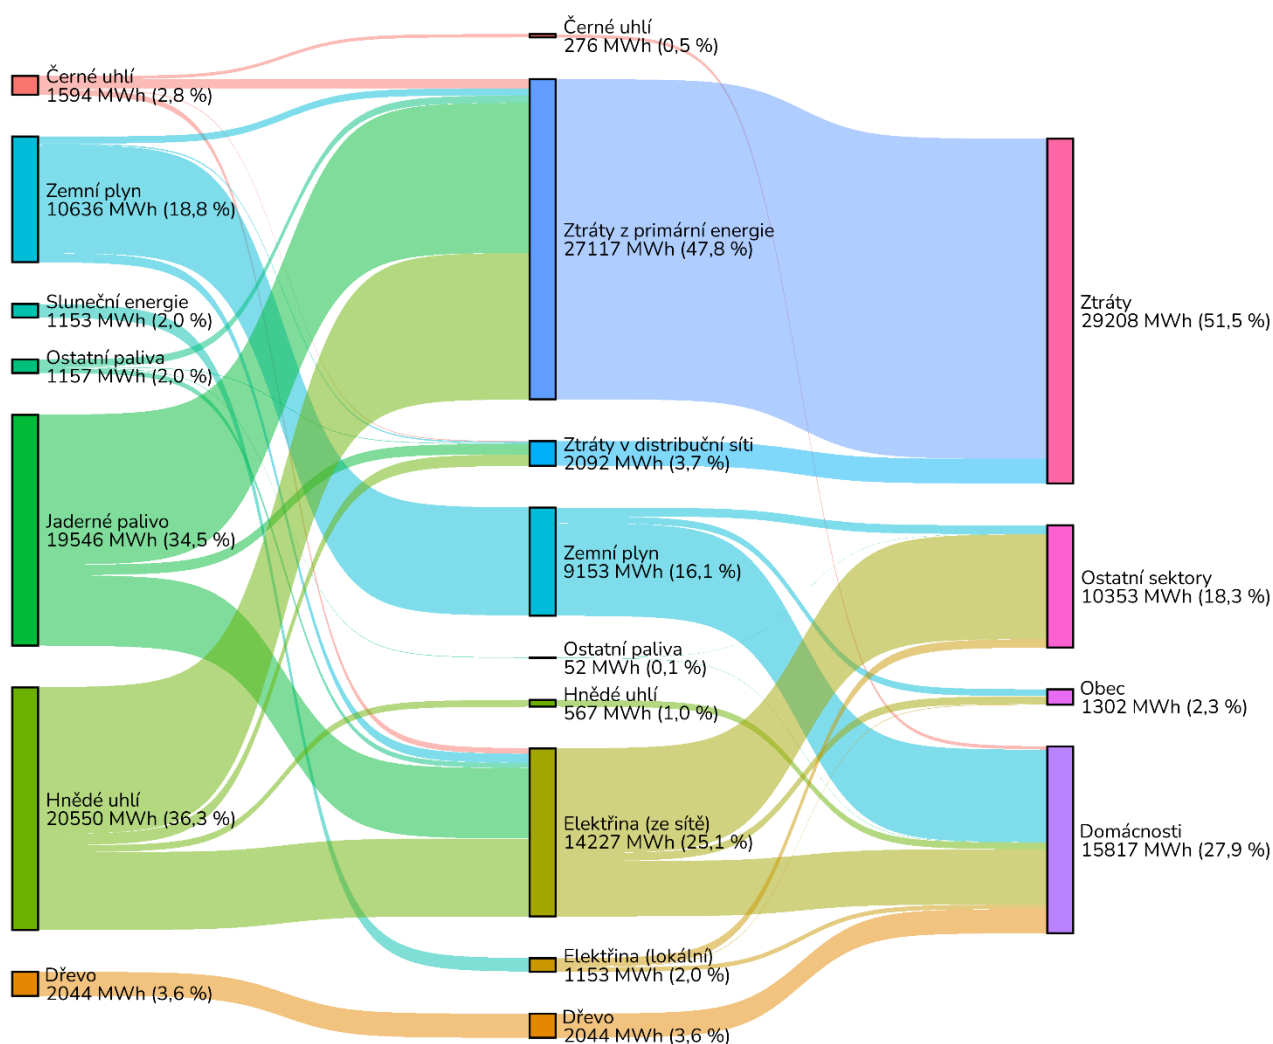 Černé uhlí
1594 MWh (2,8 %)
Zemní plyn
10636 MWh (18,8 %)
Sluneční energie
1153 MWh (2,0 %)
Ostatní paliva
1157 MWh (2,0 %)
Jaderné palivo
19546 MWh (34,5 %)
Hnědé uhlí
20550 MWh (36,3 %)
Dřevo
2044 MWh (3,6 %)
Černé uhlí
276 MWh (0,5 %)
Ztráty z primární energie
27117 MWh (47,8 %)
Ztráty v distribuční síti
2092 MWh (3,7 %)
Zemní plyn
9153 MWh (16,1 %)
Ostatní paliva
52 MWh (0,1 %)
Hnědé uhlí
567 MWh (1,0 %)
Elektřina (ze sítě)
14227 MWh (25,1 %)
Elektřina (lokální)
1153 MWh (2,0 %)
Dřevo
2044 MWh (3,6 %)
Ztráty
29208 MWh (51,5 %)
Ostatní sektory
10353 MWh (18,3 %)
Obec
1302 MWh (2,3 %)
Domácnosti
15817 MWh (27,9 %)